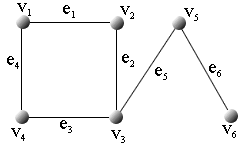 v₁ e₁ v₂ v₅
e₄ e₂ e₅ e₆
v₄ e₃ v₃ v₆